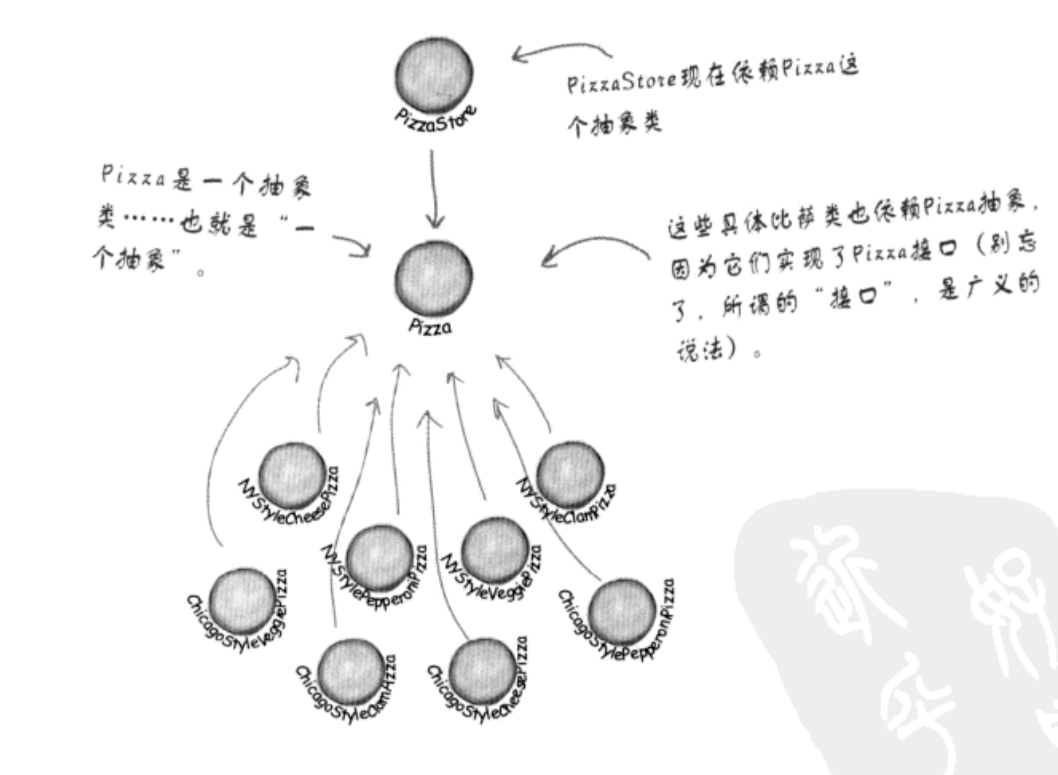 PizzaStore现在依赖Pizza这
个抽象类
PizzaStore
Pizza是一个抽象
类……也就是“一
个抽象”。
这些具体比萨类也依赖Pizza抽象，
因为它们实现了Pizza接口（别忘
了，所谓的“接口”，是广义的
说法）。
Pizza
NYStyleCheesePizza
NYStyleClamPizza
NYStylePepperoniPizza
NYStyleVeggiePizza
ChicagoStyleVeggiePizza
ChicagoStylePepperoniPizza
ChicagoStyleClamPizza
ChicagoStyleCheesePizza